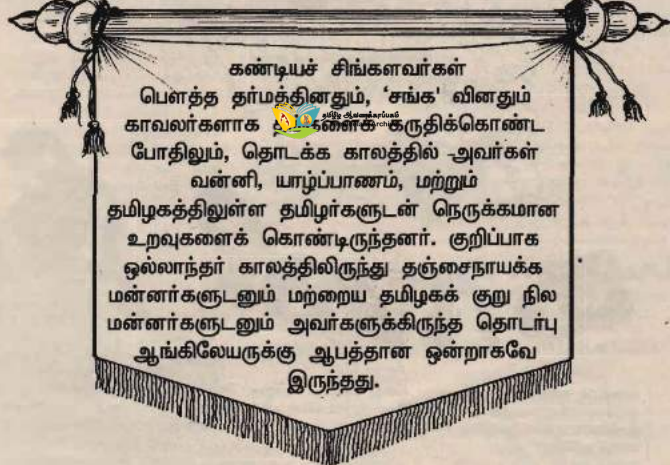 கண்டியச் சிங்களவர்கள்
பௌத்த தர்மத்தினதும், 'சங்க' வினதும்
காவலர்களாக கருதிக்கொண்ட
போதிலும், தொடக்க காலத்தில் அவர்கள்
வன்னி, யாழ்ப்பாணம், மற்றும்
தமிழகத்திலுள்ள தமிழர்களுடன் நெருக்கமான
உறவுகளைக் கொண்டிருந்தனர். குறிப்பாக
ஒல்லாந்தர் காலத்திலிருந்து தஞ்சைநாயக்க
மன்னர்களுடனும் மற்றைய தமிழகக் குறு நில
மன்னர்களுடனும் அவர்களுக்கிருந்த தொடர்பு
ஆங்கிலேயருக்கு ஆபத்தான ஒன்றாகவே
இருந்தது.